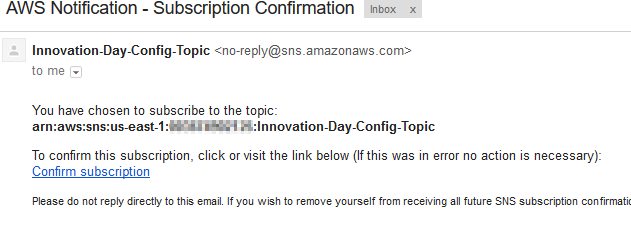 AWS Notification - Subscription Confirmation Inbox x
Innovation-Day-Config-Topic <no-reply@sns.amazonaws.com>
to me
You have chosen to subscribe to the topic:
arn:aws:sns:us-east-1: :Innovation-Day-Config-Topic
To confirm this subscription, click or visit the link below (If this was in error no action is necessary):
Confirm subscription
Please do not reply directly to this email. If you wish to remove yourself from receiving all future SNS subscription